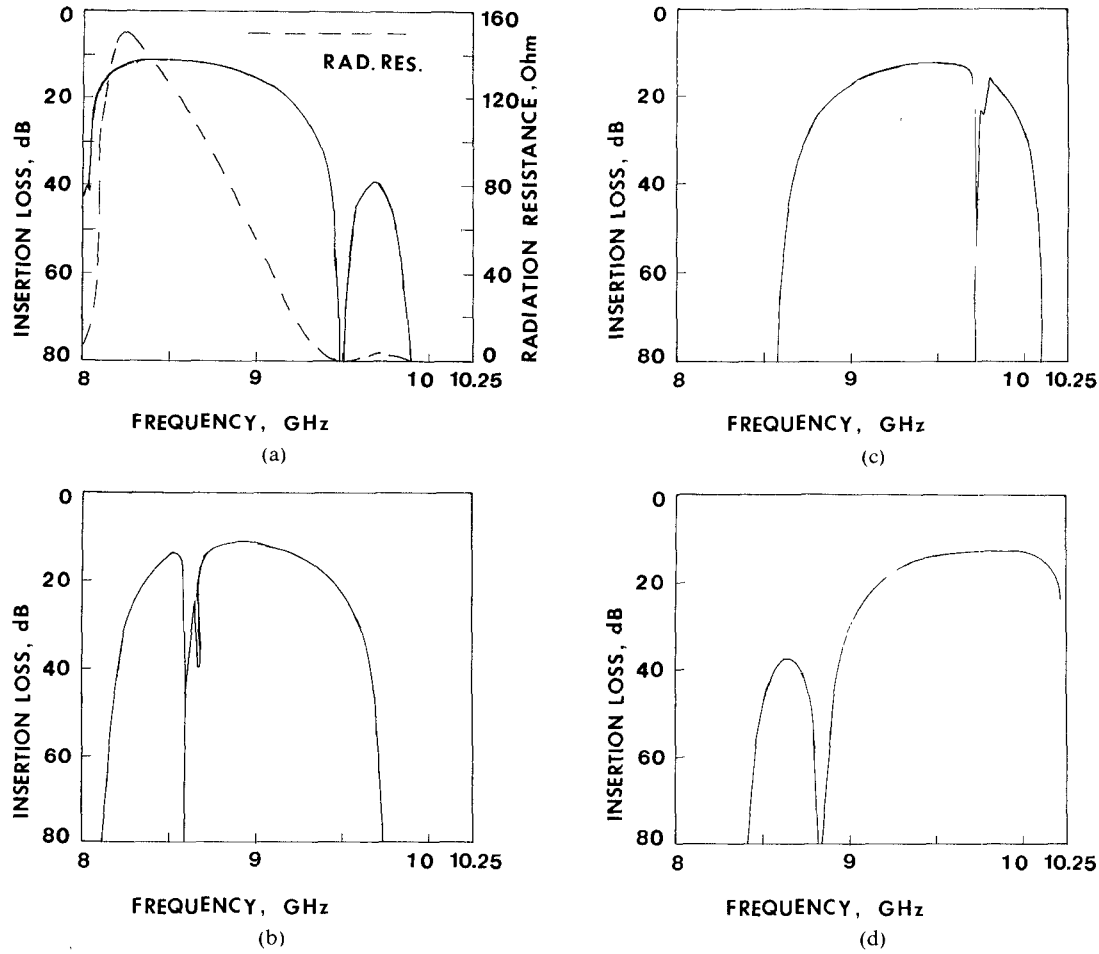 0
20
40
60
80
INSERTION LOSS, dB
160
120
80
40
0
RADIATION RESISTANCE, Ohm
RAD. RES.
8
9
10
10.25
FREQUENCY, GHz
(a)
0
20
40
60
80
INSERTION LOSS, dB
8
9
10
10.25
FREQUENCY, GHz
(c)
0
20
40
60
80
INSERTION LOSS, dB
8
9
10
10.25
FREQUENCY, GHz
(b)
0
20
40
60
80
INSERTION LOSS, dB
8
9
10
10.25
FREQUENCY, GHz
(d)